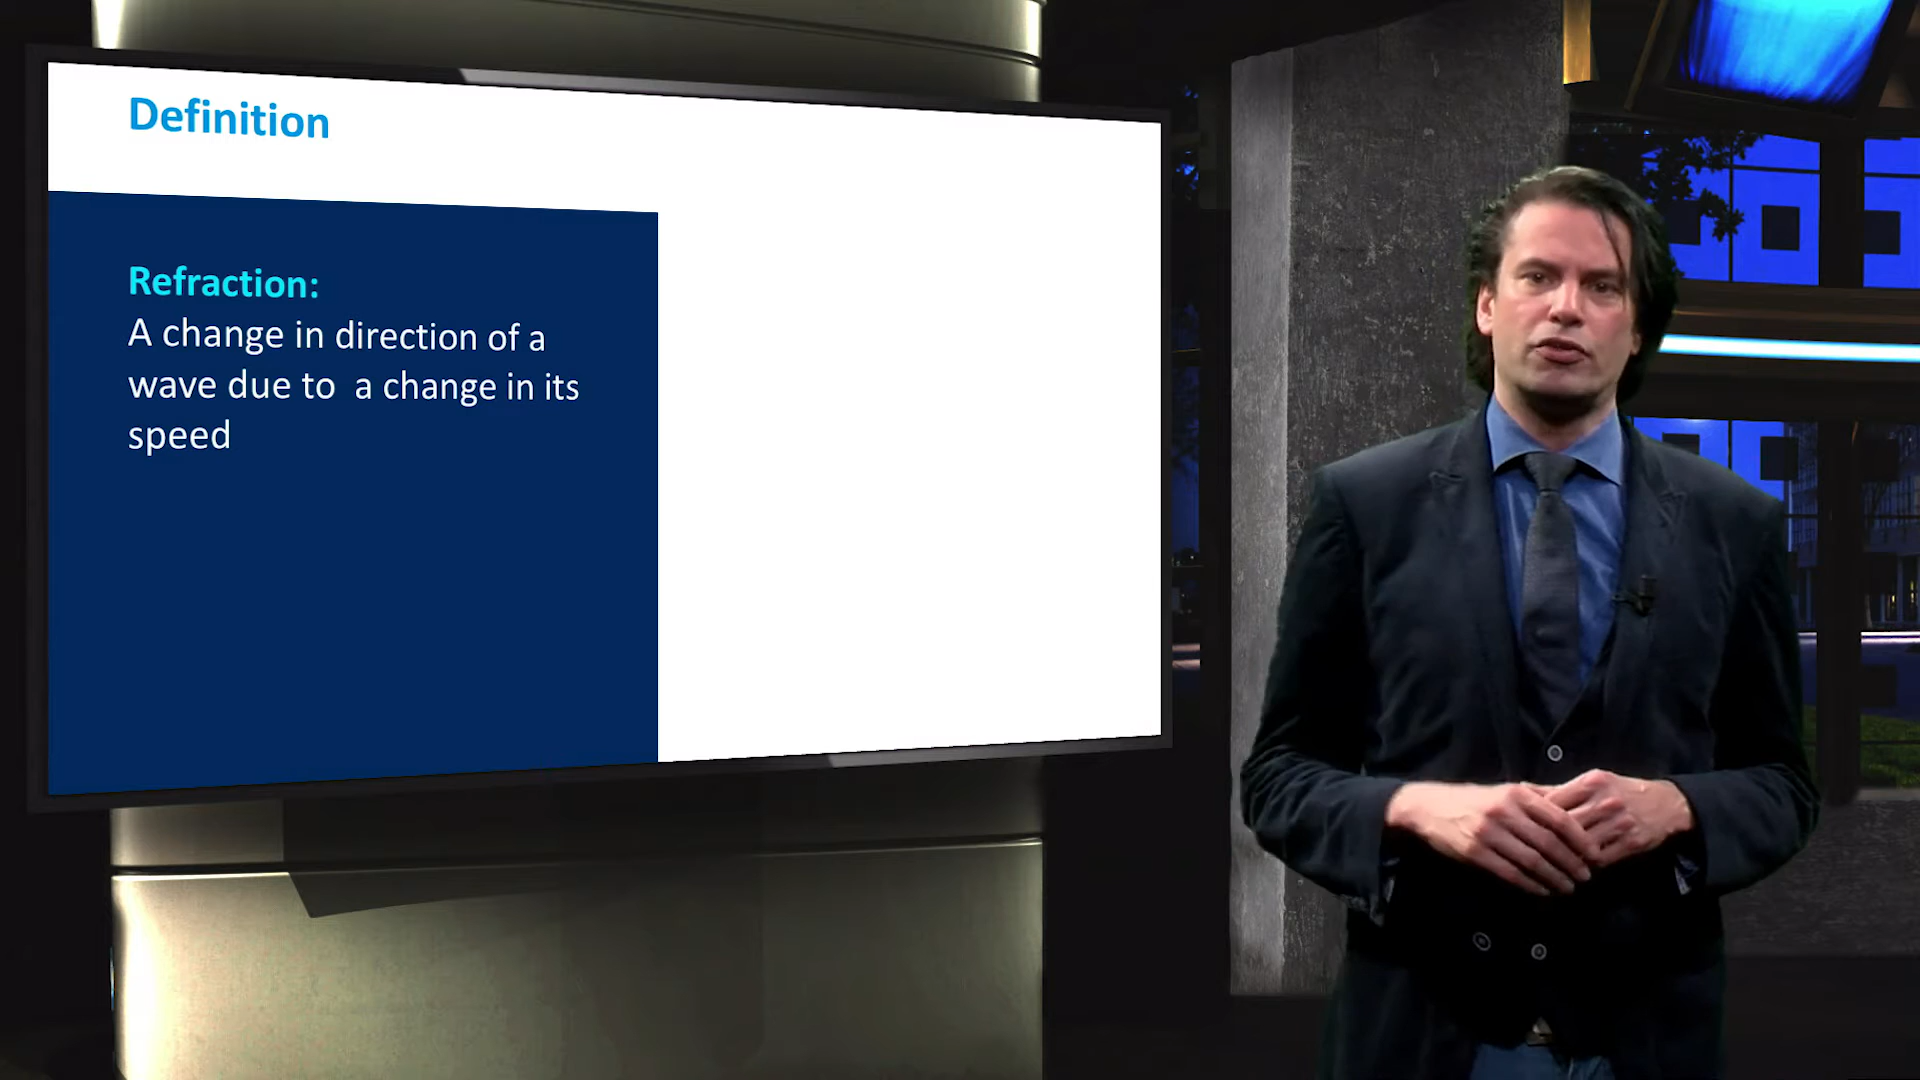 Definition
Refraction:
A change in direction of a
wave due to  a change in its
speed